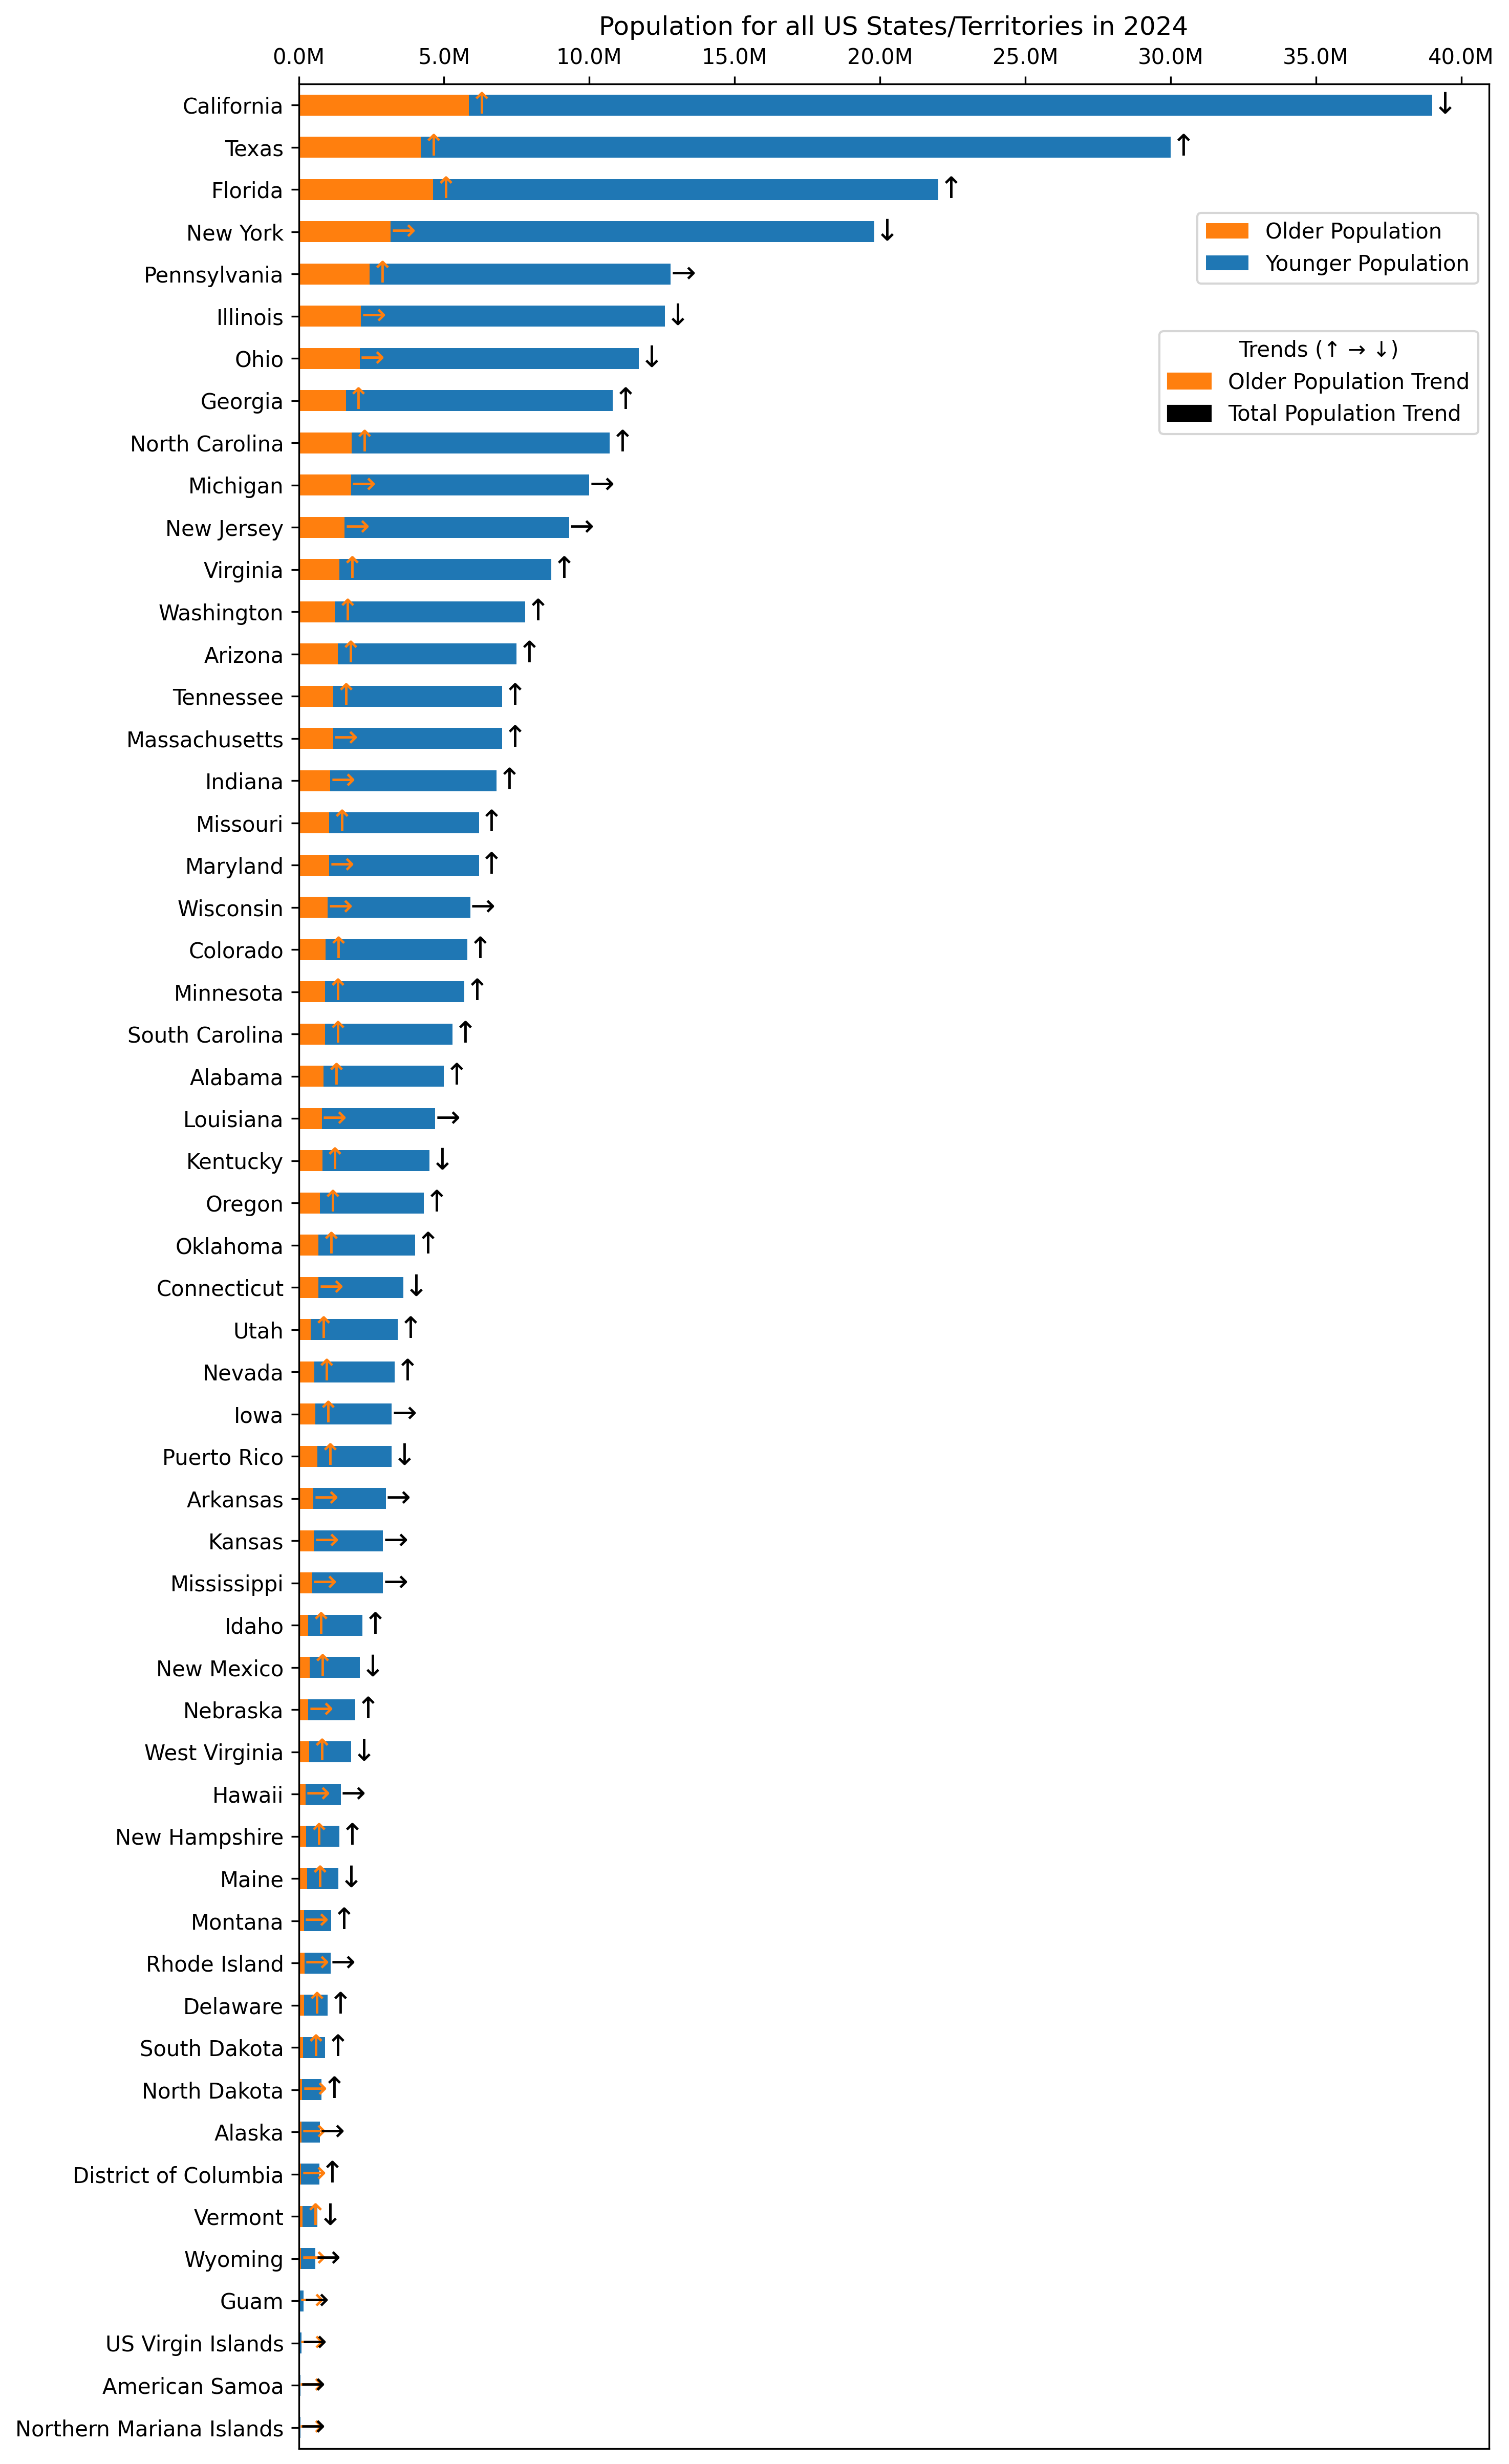 Population for all US States/Territories in 2024
0.0M 5.0M 10.0M 15.0M 20.0M 25.0M 30.0M 35.0M 40.0M
California ↑ ↓
Texas ↑ ↑
Florida ↑ ↑
New York → ↓
Older Population
Younger Population
Pennsylvania ↑ →
Illinois → ↓
Trends (↑ → ↓)
Older Population Trend
Total Population Trend
Ohio → ↓
Georgia ↑ ↑
North Carolina ↑ ↑
Michigan → →
New Jersey → →
Virginia ↑ ↑
Washington ↑ ↑
Arizona ↑ ↑
Tennessee ↑ ↑
Massachusetts → ↑
Indiana → ↑
Missouri ↑ ↑
Maryland → ↑
Wisconsin → →
Colorado ↑ ↑
Minnesota ↑ ↑
South Carolina ↑ ↑
Alabama ↑ ↑
Louisiana → →
Kentucky ↑ ↓
Oregon ↑ ↑
Oklahoma ↑ ↑
Connecticut → ↓
Utah ↑ ↑
Nevada ↑ ↑
Iowa ↑ →
Puerto Rico ↑ ↓
Arkansas → →
Kansas → →
Mississippi → →
Idaho ↑ ↑
New Mexico ↑ ↓
Nebraska → ↑
West Virginia ↑ ↓
Hawaii → →
New Hampshire ↑ ↑
Maine ↑ ↓
Montana → ↑
Rhode Island → →
Delaware ↑ ↑
South Dakota ↑ ↑
North Dakota → ↑
Alaska → →
District of Columbia → ↑
Vermont ↑ ↓
Wyoming → →
Guam → →
US Virgin Islands → →
American Samoa → →
Northern Mariana Islands → →